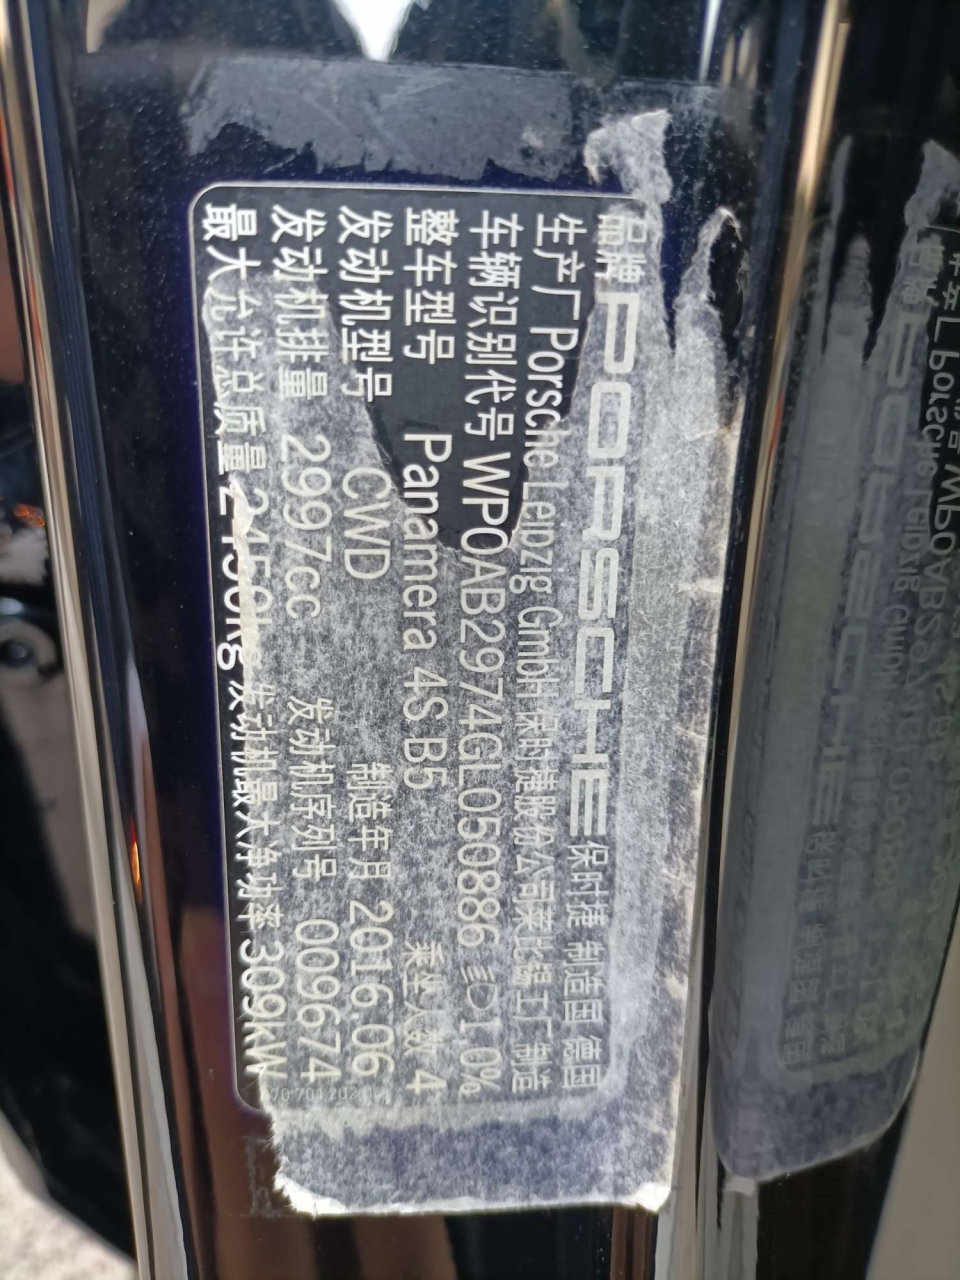 品牌 PORSCHE 保时捷 制造国 德国
生产厂 Porsche Leipzig GmbH 保时捷股份公司莱比锡工厂制造
车辆识别代号 WP0AB2974GL050886 1.0%
整车型号 Panamera 4S B5 乘坐人数 4
发动机型号 CWD 制造年月 2016.06
发动机排量 2997cc 发动机序列号 009674
最大允许总质量 2450kg 发动机最大净功率 309kW